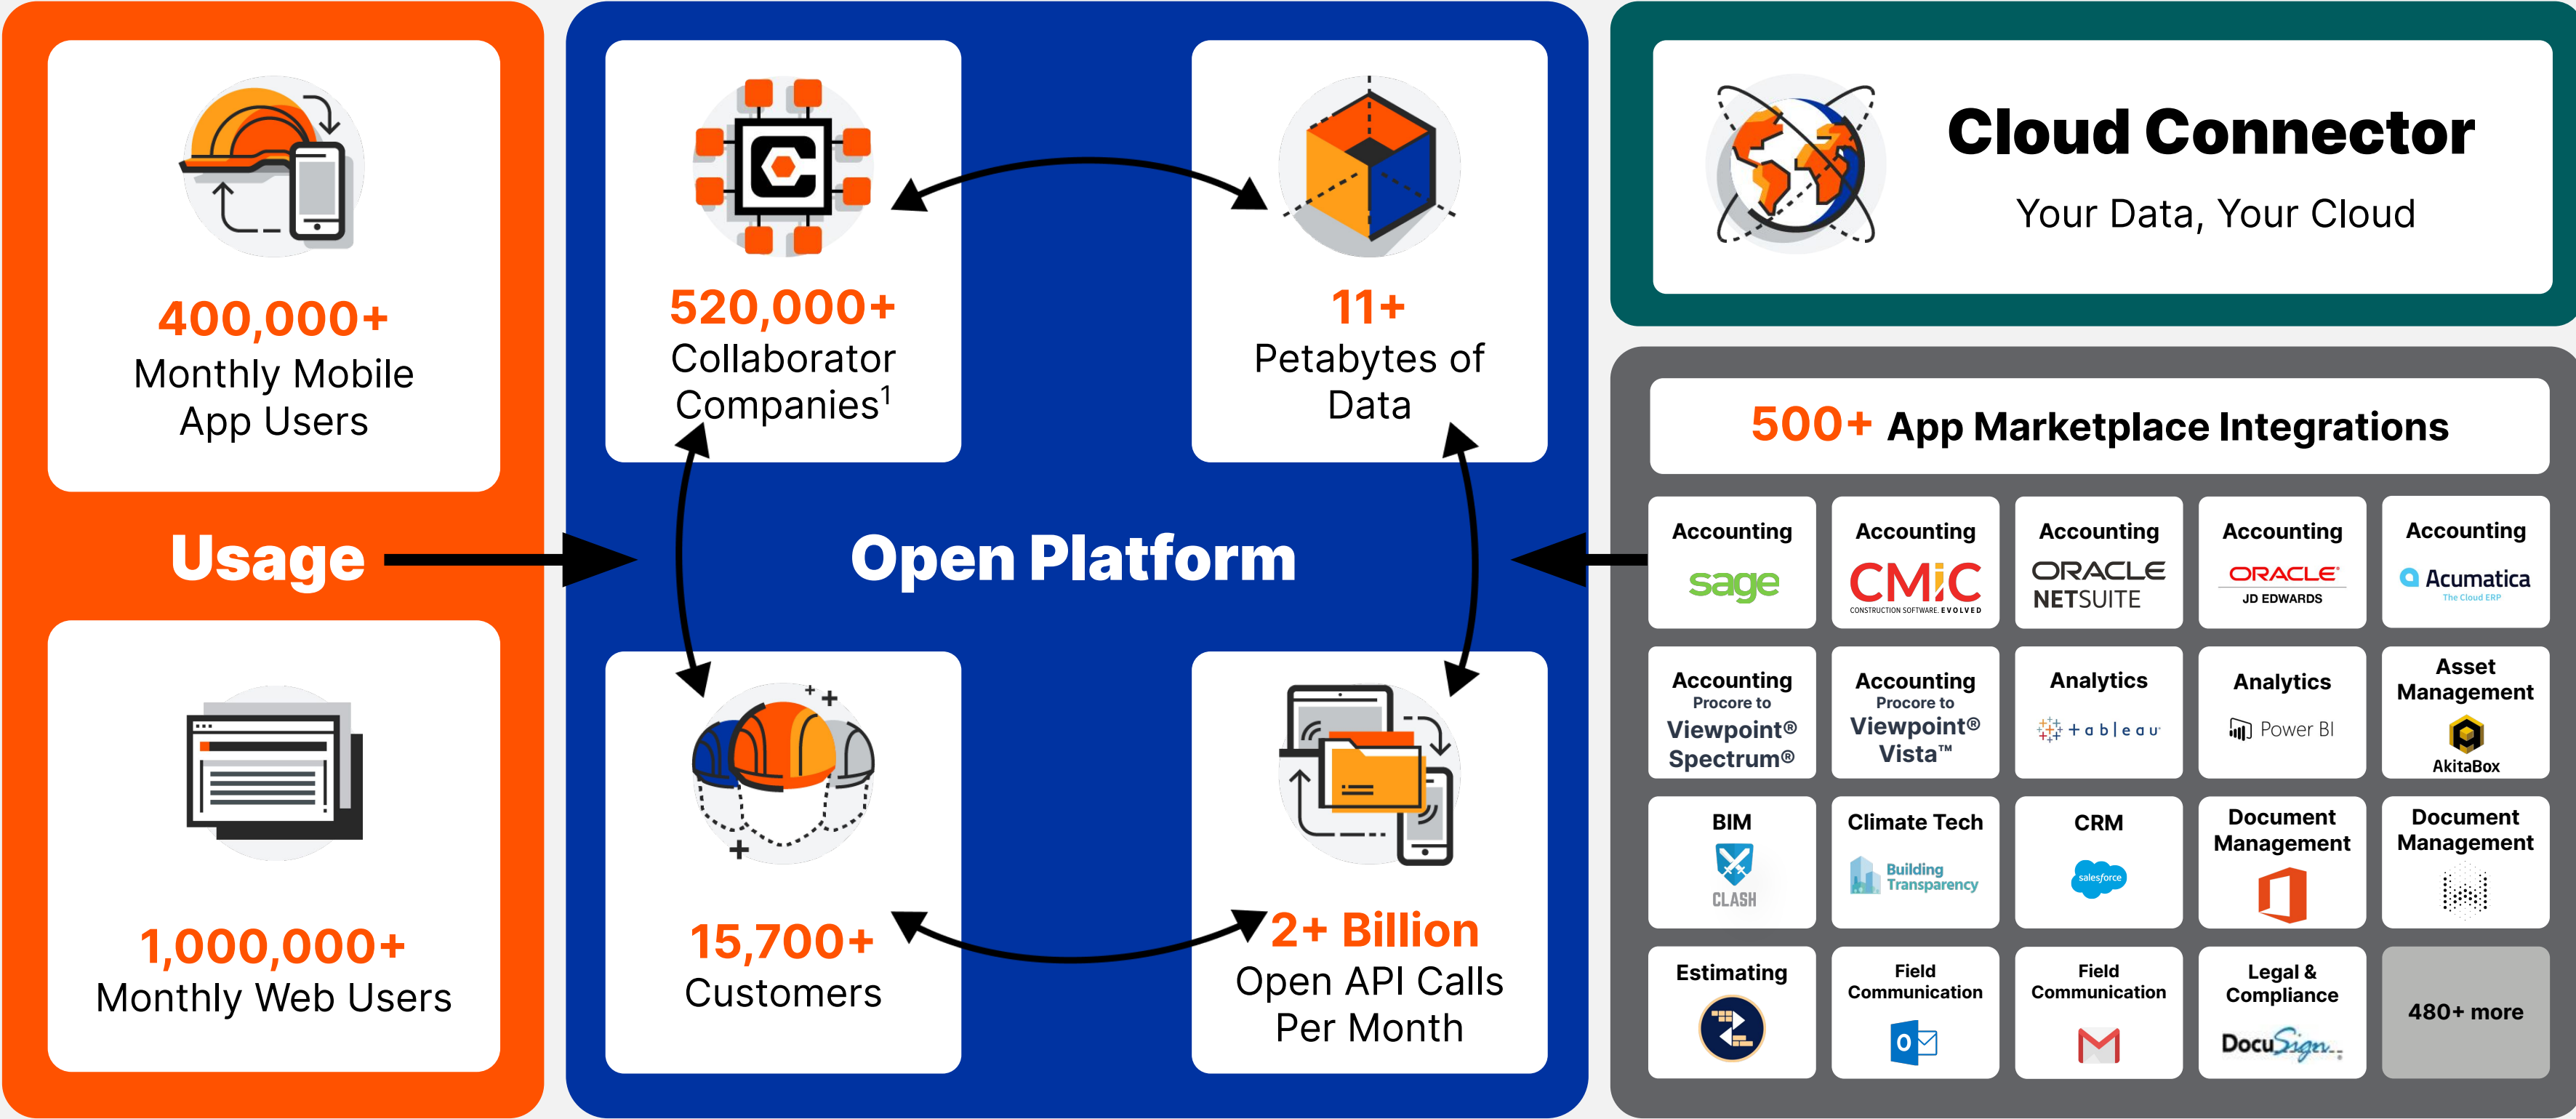 400,000+
Monthly Mobile
App Users
Usage
1,000,000+
Monthly Web Users
520,000+
Collaborator
Companies¹
11+
Petabytes of
Data
Open Platform
15,700+
Customers
2+ Billion
Open API Calls
Per Month
Cloud Connector
Your Data, Your Cloud
500+ App Marketplace Integrations
Accounting
sage
Accounting
CMiC
CONSTRUCTION SOFTWARE. EVOLVED
Accounting
ORACLE
NETSUITE
Accounting
ORACLE®
JD EDWARDS
Accounting
Acumatica
The Cloud ERP
Accounting
Procore to
Viewpoint®
Spectrum®
Accounting
Procore to
Viewpoint®
Vista™
Analytics
+ableau
Analytics
Power BI
Asset
Management
AkitaBox
BIM
CLASH
Climate Tech
Building
Transparency
CRM
salesforce
Document
Management
Document
Management
Estimating
Field
Communication
O
Field
Communication
Legal &
Compliance
DocuSign
480+ more